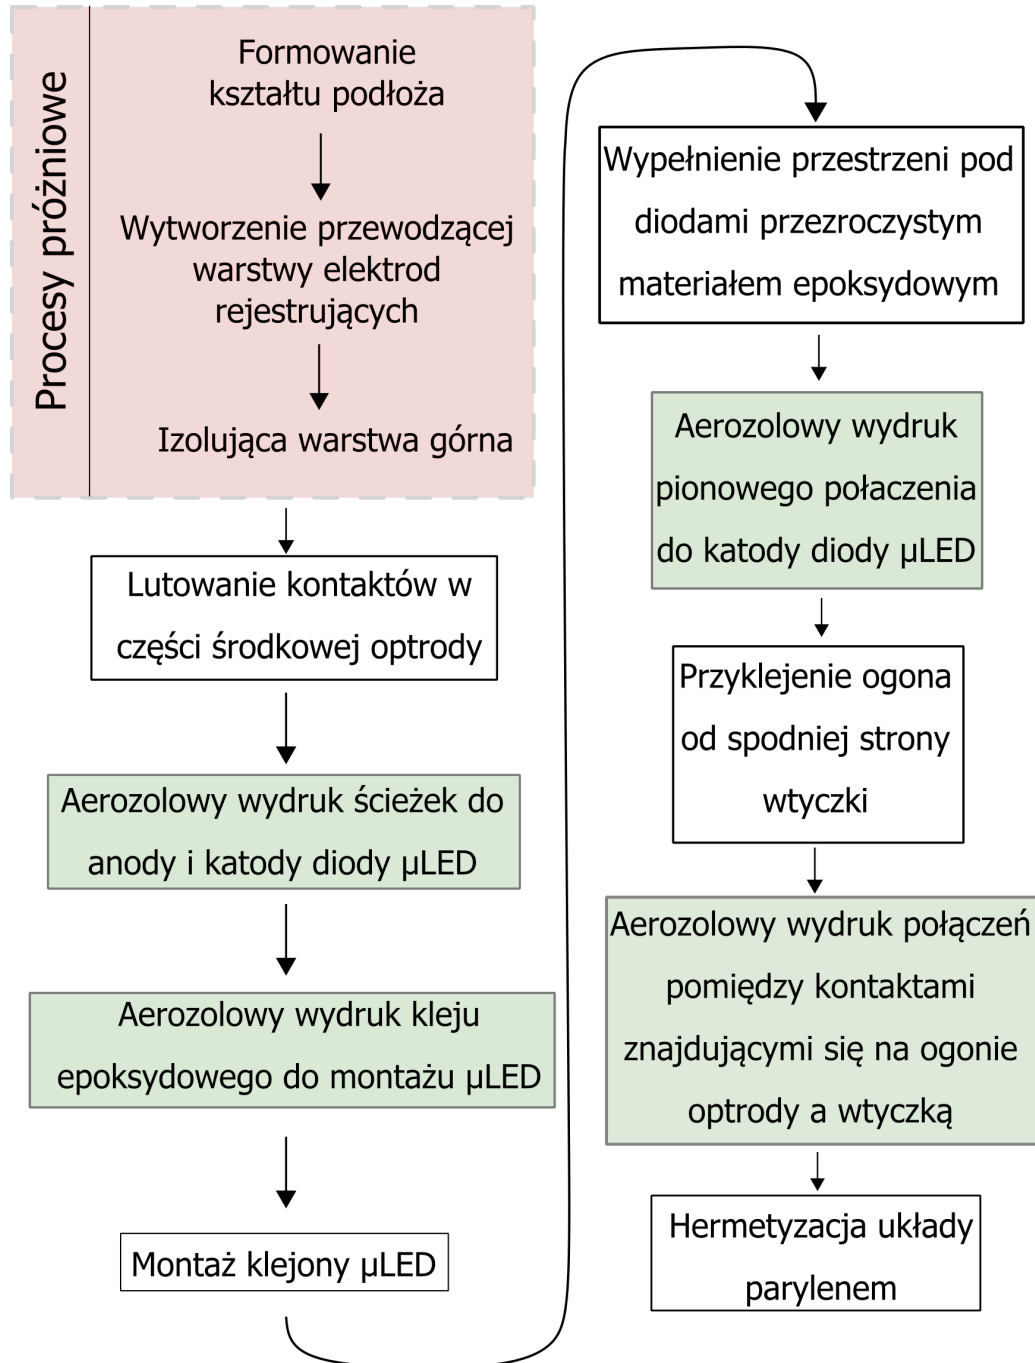 Procesy próżniowe
Formowanie
kształtu podłoża
Wytworzenie przewodzącej
warstwy elektrod
rejestrujących
Izolująca warstwa górna
Lutowanie kontaktów w
części środkowej optrody
Aerozolowy wydruk ścieżek do
anody i katody diody µLED
Aerozolowy wydruk kleju
epoksydowego do montażu µLED
Montaż klejony µLED
Wypełnienie przestrzeni pod
diodami przezroczystym
materiałem epoksydowym
Aerozolowy wydruk
pionowego połaczenia
do katody diody µLED
Przyklejenie ogona
od spodniej strony
wtyczki
Aerozolowy wydruk połączeń
pomiędzy kontaktami
znajdującymi się na ogonie
optrody a wtyczką
Hermetyzacja układy
parylenem